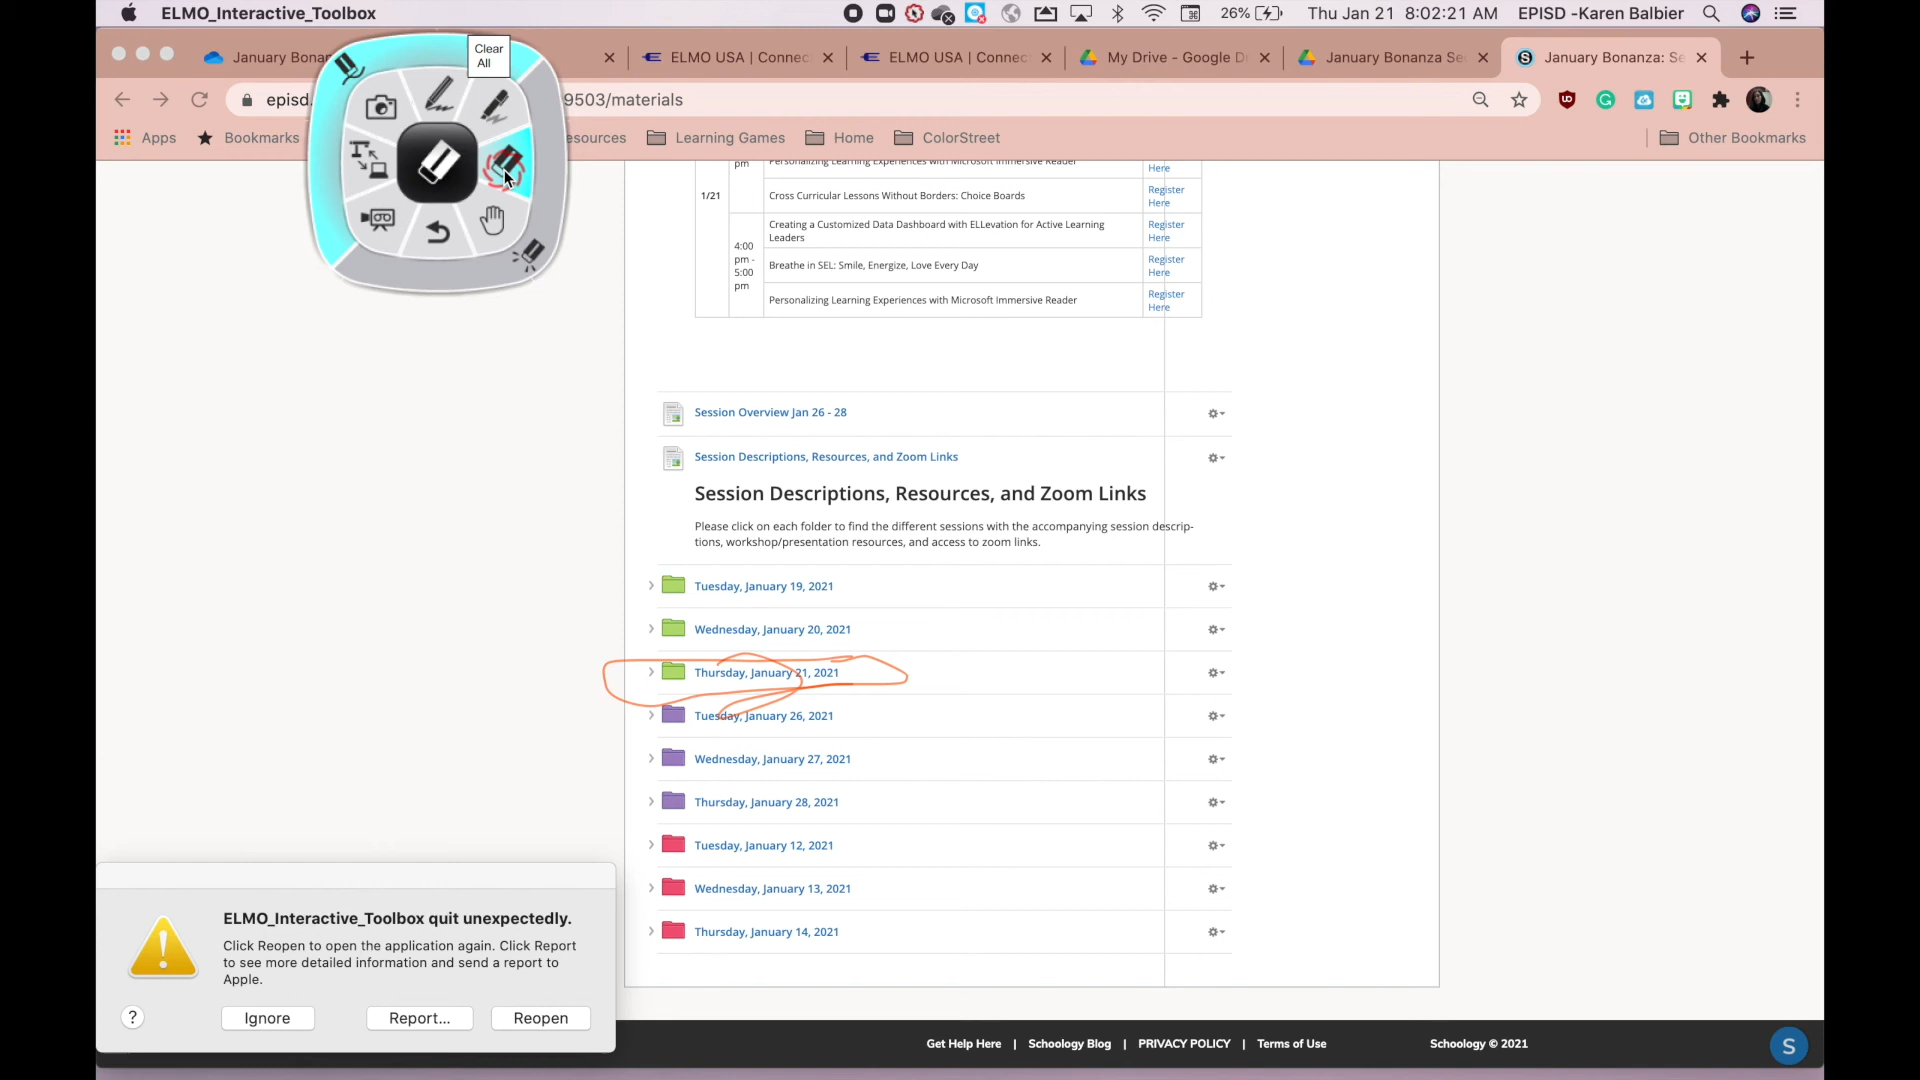 ELMO_Interactive_Toolbox
26%
Thu Jan 21 8:02:21 AM
EPISD -Karen Balbier
Clear
All
January Bonan
ELMO USA | Connec
ELMO USA | Connec
My Drive - Google D
January Bonanza Se
January Bonanza: Se
episd.
9503/materials
Apps
Bookmarks
esources
Learning Games
Home
ColorStreet
Other Bookmarks
pm
Personalizing Learning Experiences with Microsoft Immersive Reader
Here
1/21
Cross Curricular Lessons Without Borders: Choice Boards
Register
Here
4:00
pm -
5:00
pm
Creating a Customized Data Dashboard with ELLevation for Active Learning
Leaders
Register
Here
Breathe in SEL: Smile, Energize, Love Every Day
Register
Here
Personalizing Learning Experiences with Microsoft Immersive Reader
Register
Here
Session Overview Jan 26 - 28
Session Descriptions, Resources, and Zoom Links
Session Descriptions, Resources, and Zoom Links
Please click on each folder to find the different sessions with the accompanying session descrip-
tions, workshop/presentation resources, and access to zoom links.
Tuesday, January 19, 2021
Wednesday, January 20, 2021
Thursday, January 21, 2021
Tuesday, January 26, 2021
Wednesday, January 27, 2021
Thursday, January 28, 2021
Tuesday, January 12, 2021
Wednesday, January 13, 2021
Thursday, January 14, 2021
ELMO_Interactive_Toolbox quit unexpectedly.
Click Reopen to open the application again. Click Report
to see more detailed information and send a report to
Apple.
?
Ignore
Report...
Reopen
Get Help Here | Schoology Blog | PRIVACY POLICY | Terms of Use
Schoology © 2021
S